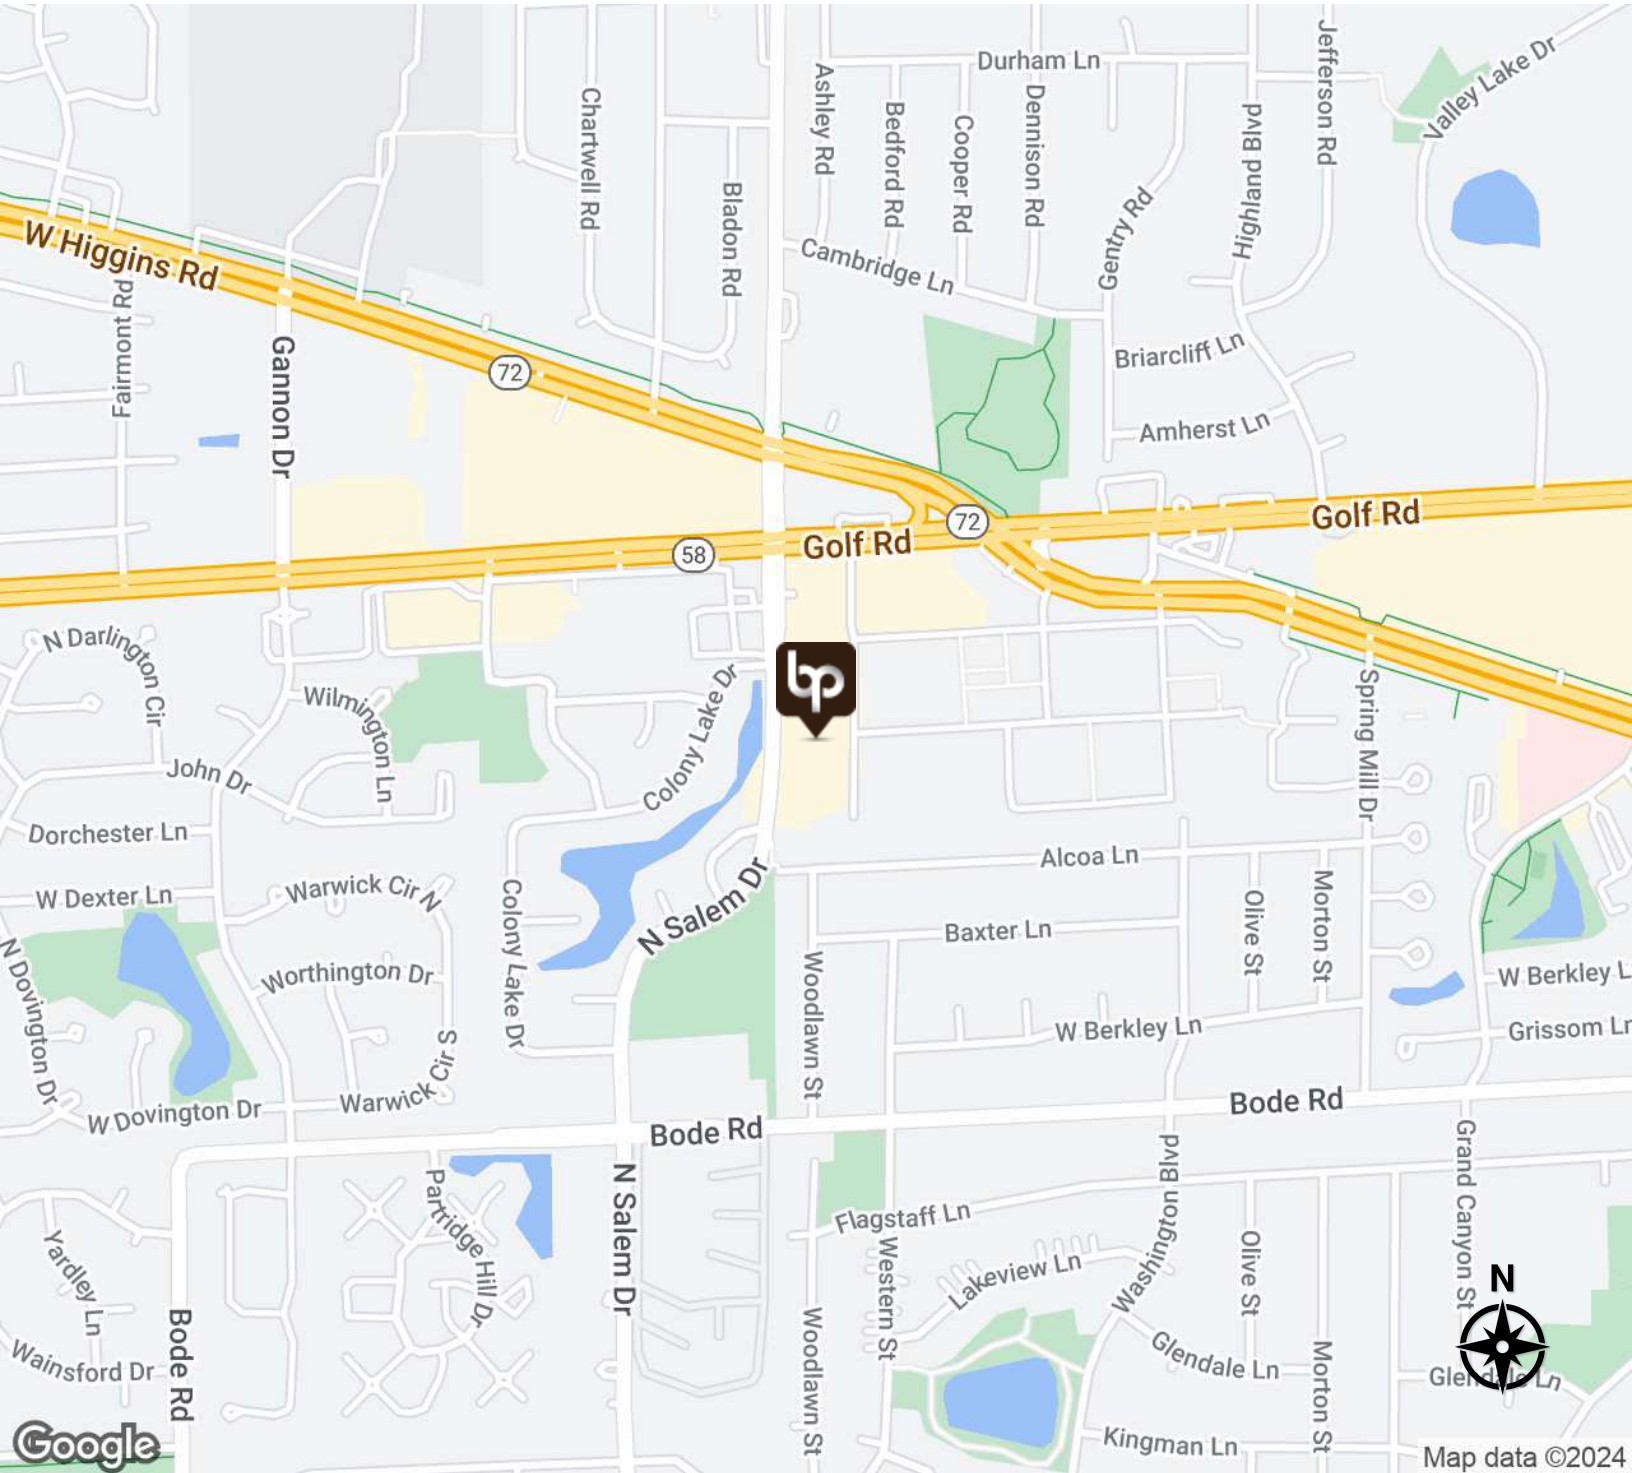 Durham Ln
Jefferson Rd
Valley Lake Dr
Chartwell Rd
Ashley Rd
Bedford Rd
Cooper Rd
Dennison Rd
Highland Blvd
Bladon Rd
Gentry Rd
W Higgins Rd
Cambridge Ln
Fairmont Rd
Gannon Dr
72
Briarcliff Ln
Amherst Ln
72
Golf Rd
58
Golf Rd
N Darlington Cir
Wilmington Ln
Colony Lake Dr
bp
Spring Mill Dr
John Dr
Dorchester Ln
Alcoa Ln
W Dexter Ln
Warwick Cir N
Colony Lake Dr
N Salem Dr
Baxter Ln
Olive St
Morton St
N Dovington Dr
Worthington Dr
Woodlawn St
W Berkley L
W Berkley Ln
Grissom Ln
Warwick Cir S
W Dovington Dr
Bode Rd
Bode Rd
Partridge Hill Dr
N Salem Dr
Flagstaff Ln
Washington Blvd
Grand Canyon St
Yardley Ln
Western St
Lakeview Ln
Olive St
N
Bode Rd
Wainsford Dr
Woodlawn St
Glendale Ln
Morton St
Glendale Ln
Kingman Ln
Google
Map data ©2024